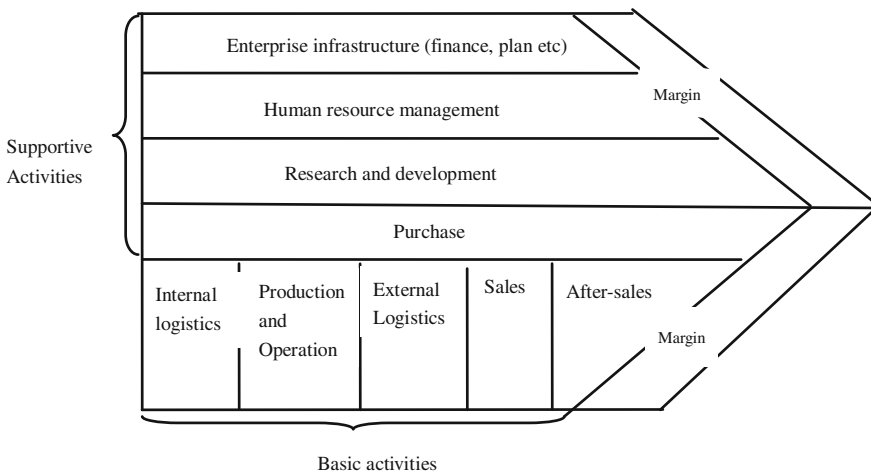 Enterprise infrastructure (finance, plan etc)
Margin
Human resource management
Supportive
Activities
Research and development
Purchase
Internal
logistics
Production
and
Operation
External
Logistics
Sales
After-sales
Margin
Basic activities